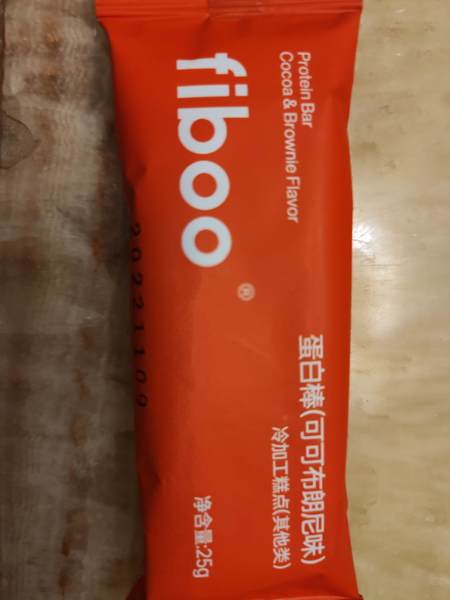 Protein Bar
Cocoa & Brownie Flavor
fiboo®
蛋白棒(可可布朗尼味)
冷加工糕点(其他类)
净含量:25g
20221109